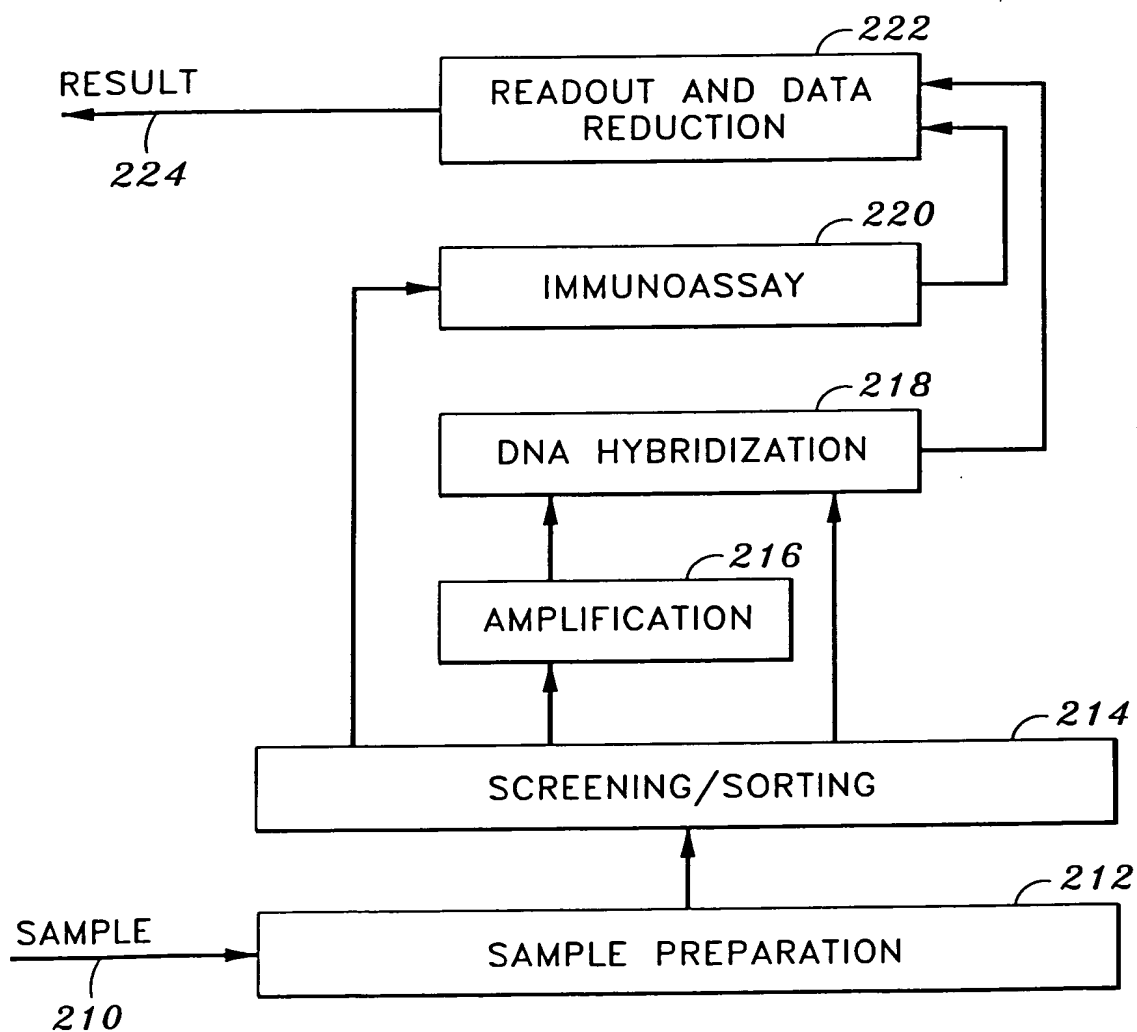 222
RESULT
READOUT AND DATA
REDUCTION
224
220
IMMUNOASSAY
218
DNA HYBRIDIZATION
216
AMPLIFICATION
214
SCREENING/SORTING
212
SAMPLE
SAMPLE PREPARATION
210